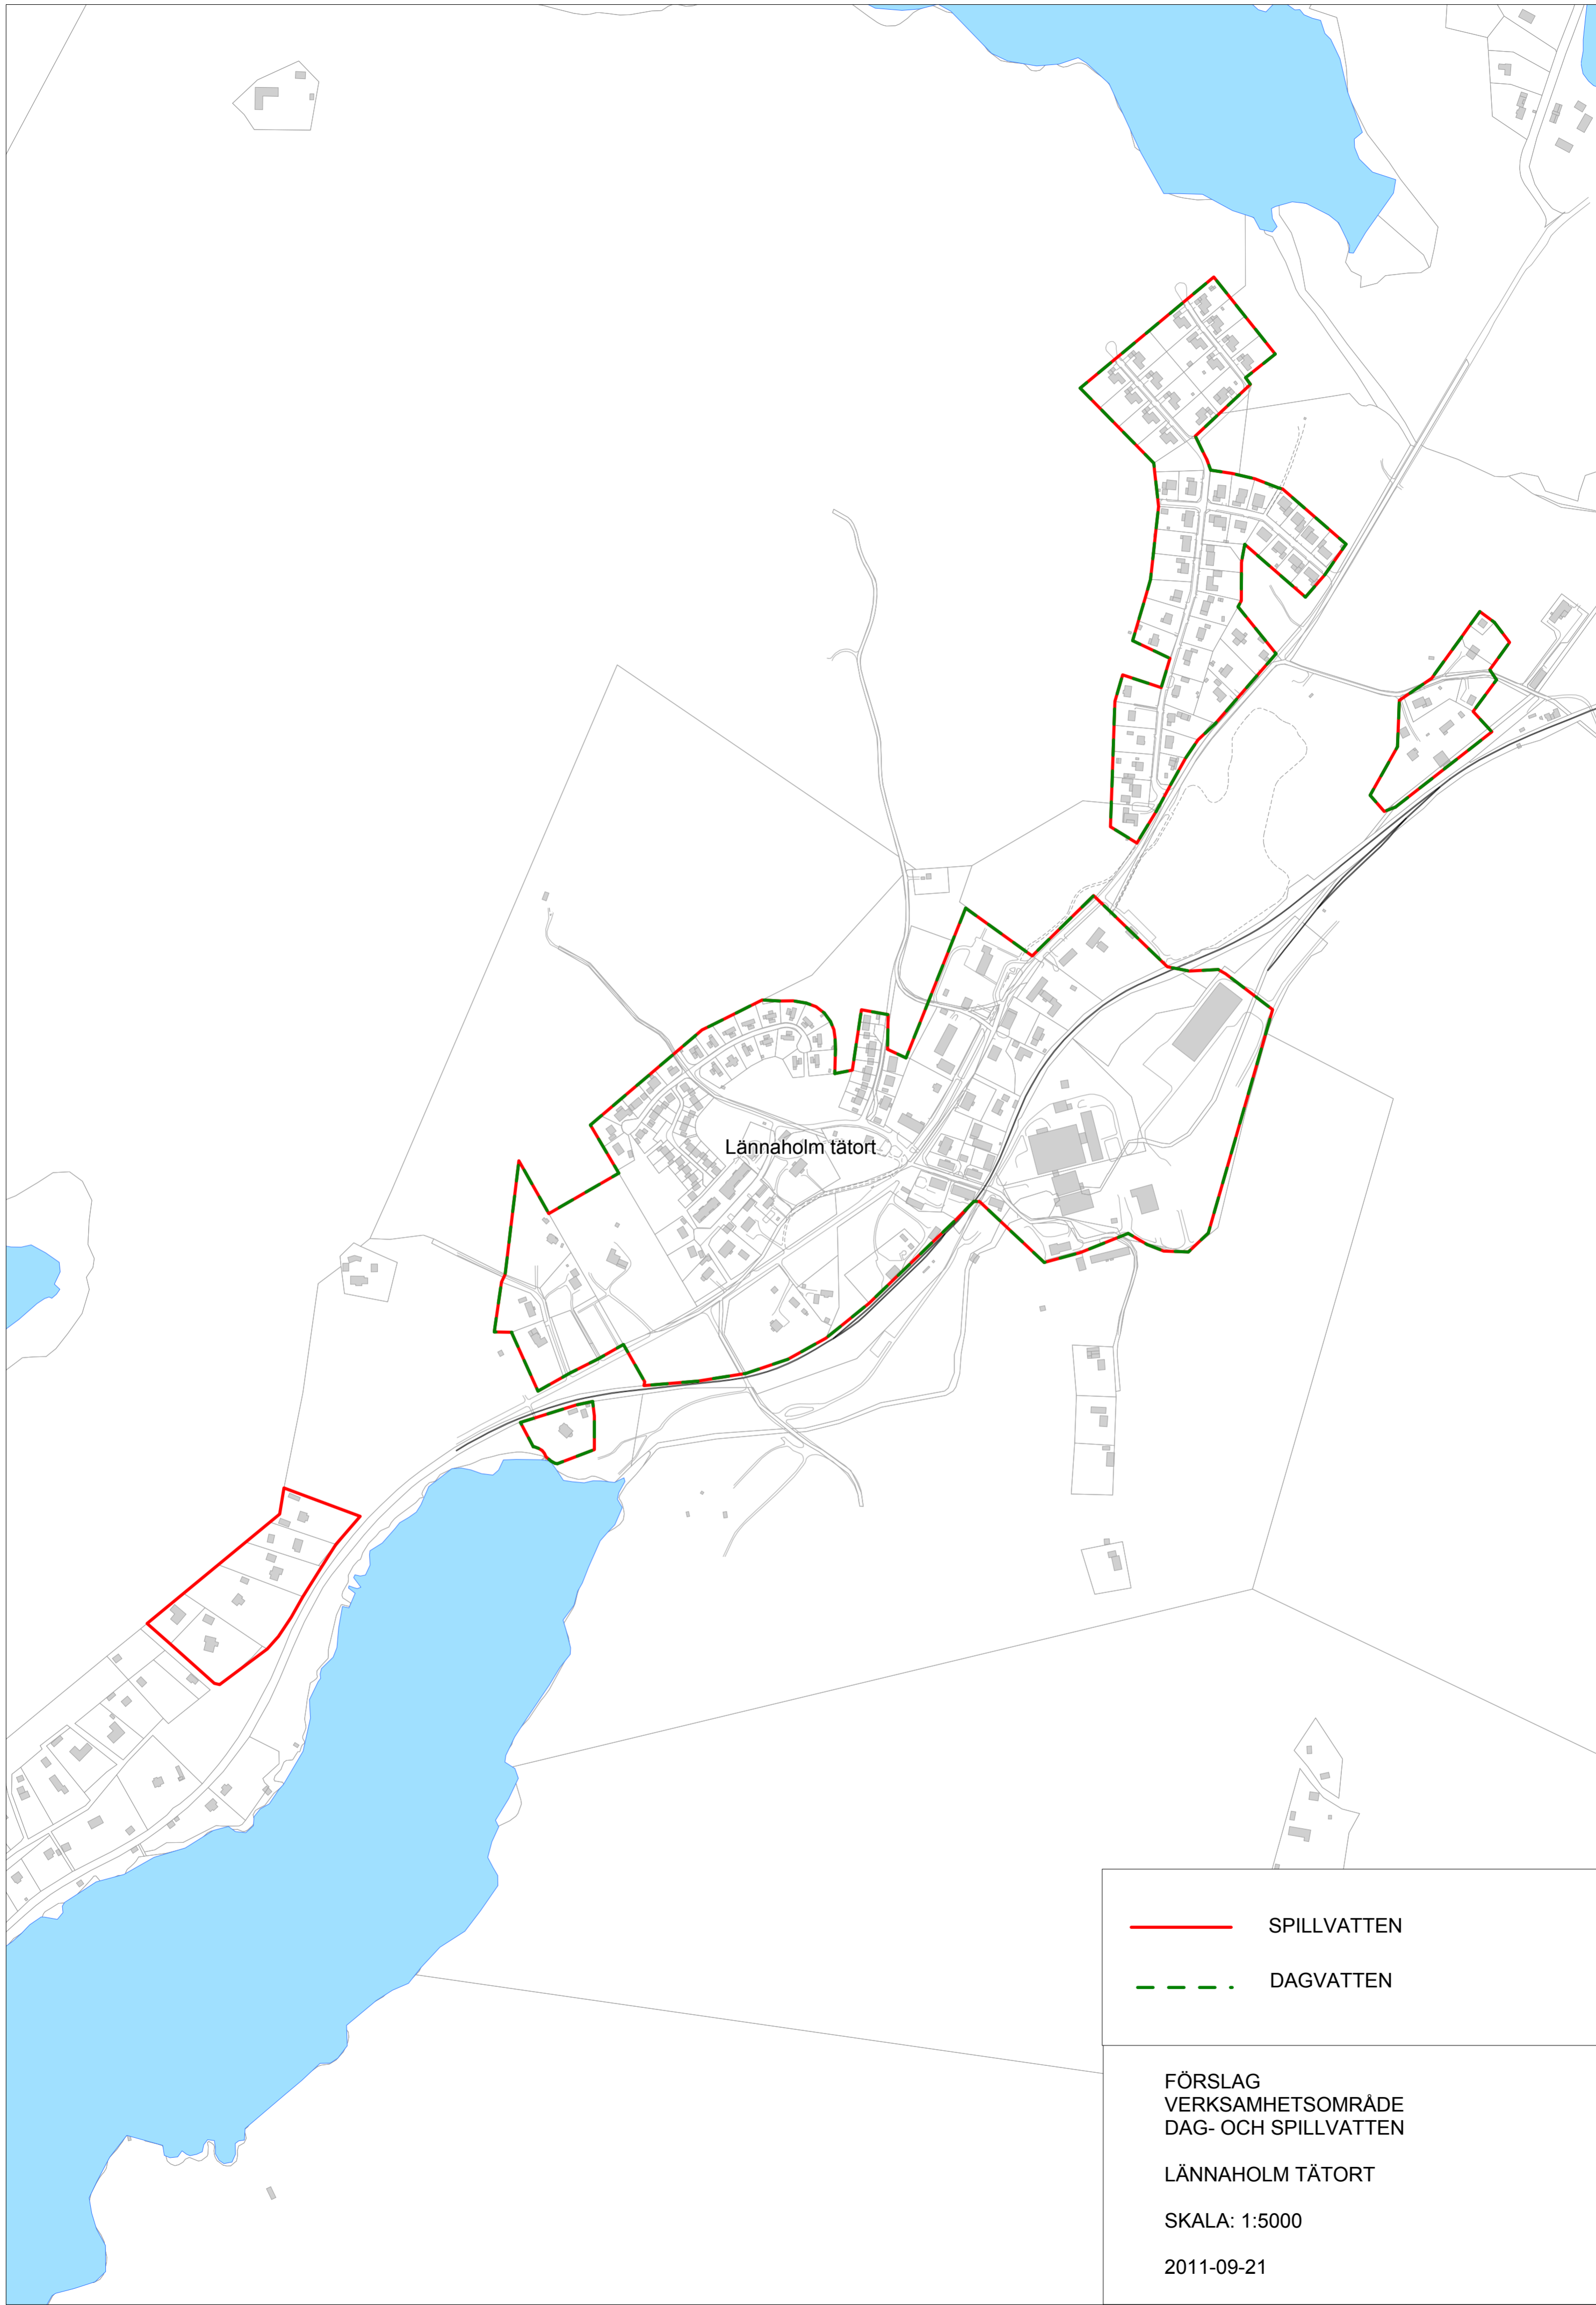 Lännaholm tätort
SPILLVATTEN
DAGVATTEN
FÖRSLAG
VERKSAMHETSOMRÅDE
DAG- OCH SPILLVATTEN
LÄNNAHOLM TÄTORT
SKALA: 1:5000
2011-09-21